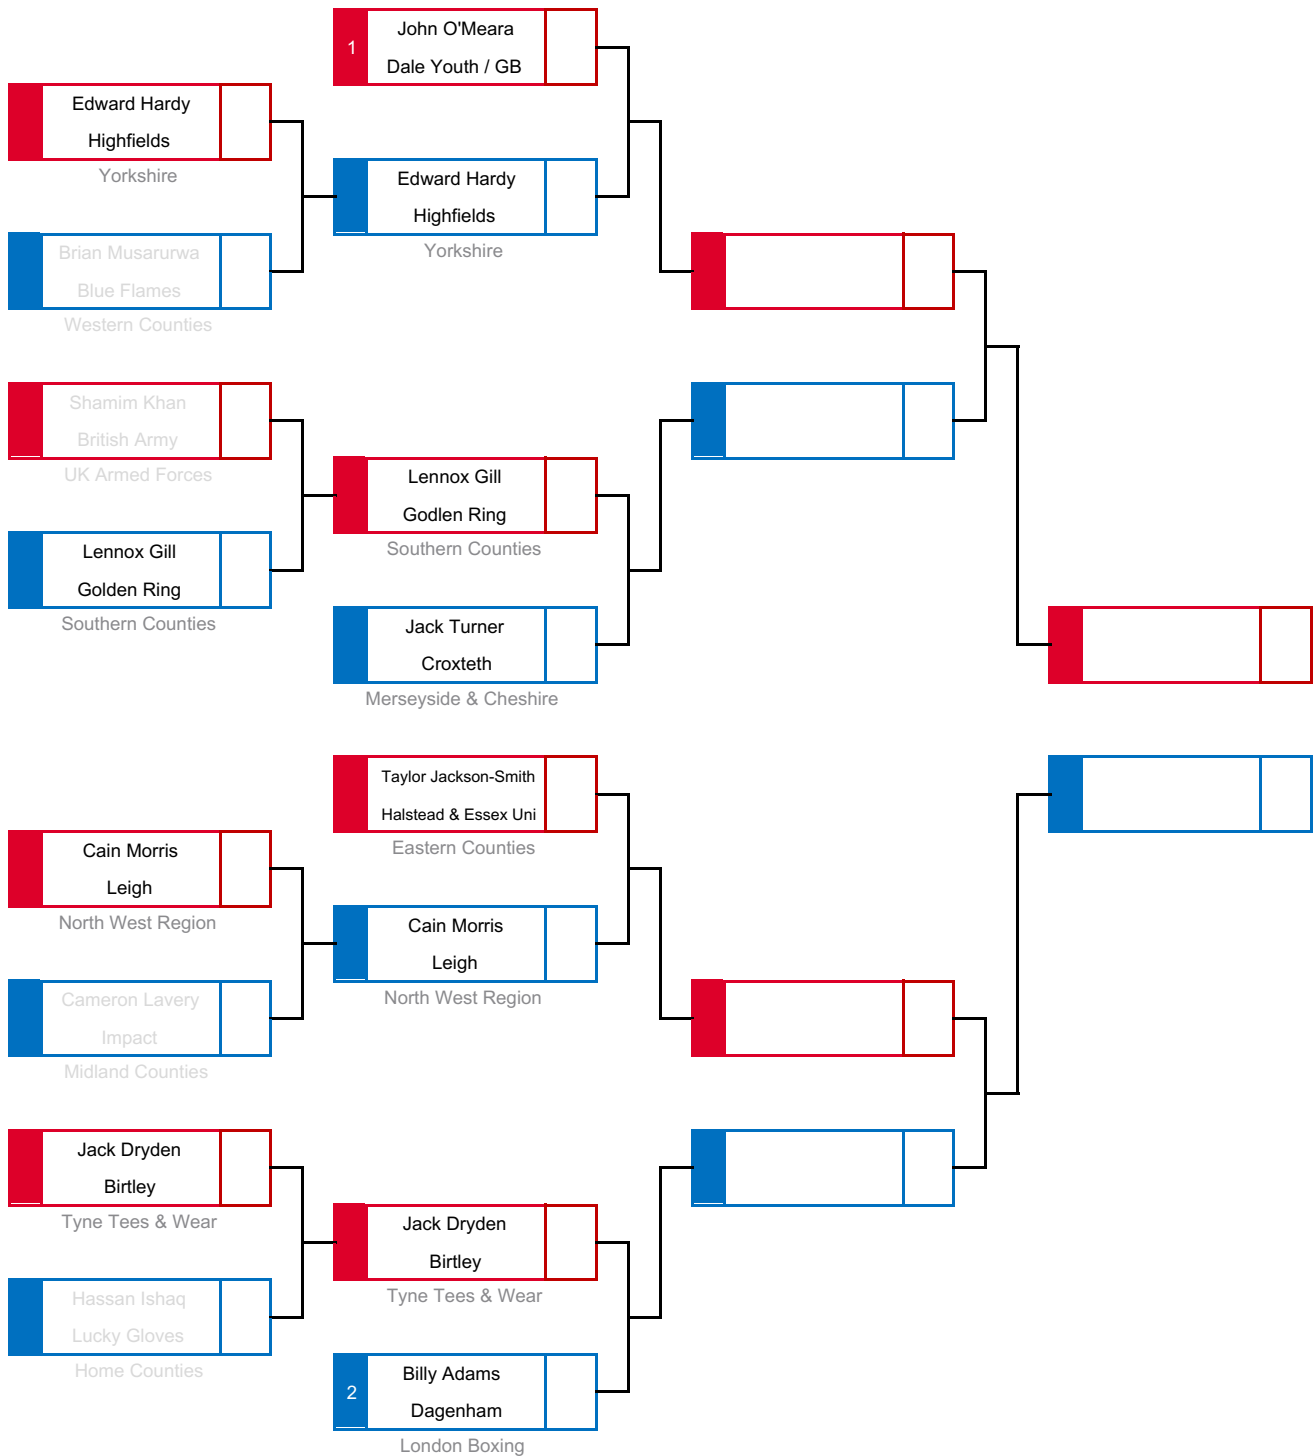 1
John O'Meara
Dale Youth / GB
Edward Hardy
Highfields
Yorkshire
Edward Hardy
Highfields
Yorkshire
Brian Musarurwa
Blue Flames
Western Counties
Shamim Khan
British Army
UK Armed Forces
Lennox Gill
Godlen Ring
Southern Counties
Lennox Gill
Golden Ring
Southern Counties
Jack Turner
Croxteth
Merseyside & Cheshire
Taylor Jackson-Smith
Halstead & Essex Uni
Eastern Counties
Cain Morris
Leigh
North West Region
Cain Morris
Leigh
North West Region
Cameron Lavery
Impact
Midland Counties
Jack Dryden
Birtley
Tyne Tees & Wear
Jack Dryden
Birtley
Tyne Tees & Wear
Hassan Ishaq
Lucky Gloves
Home Counties
2
Billy Adams
Dagenham
London Boxing